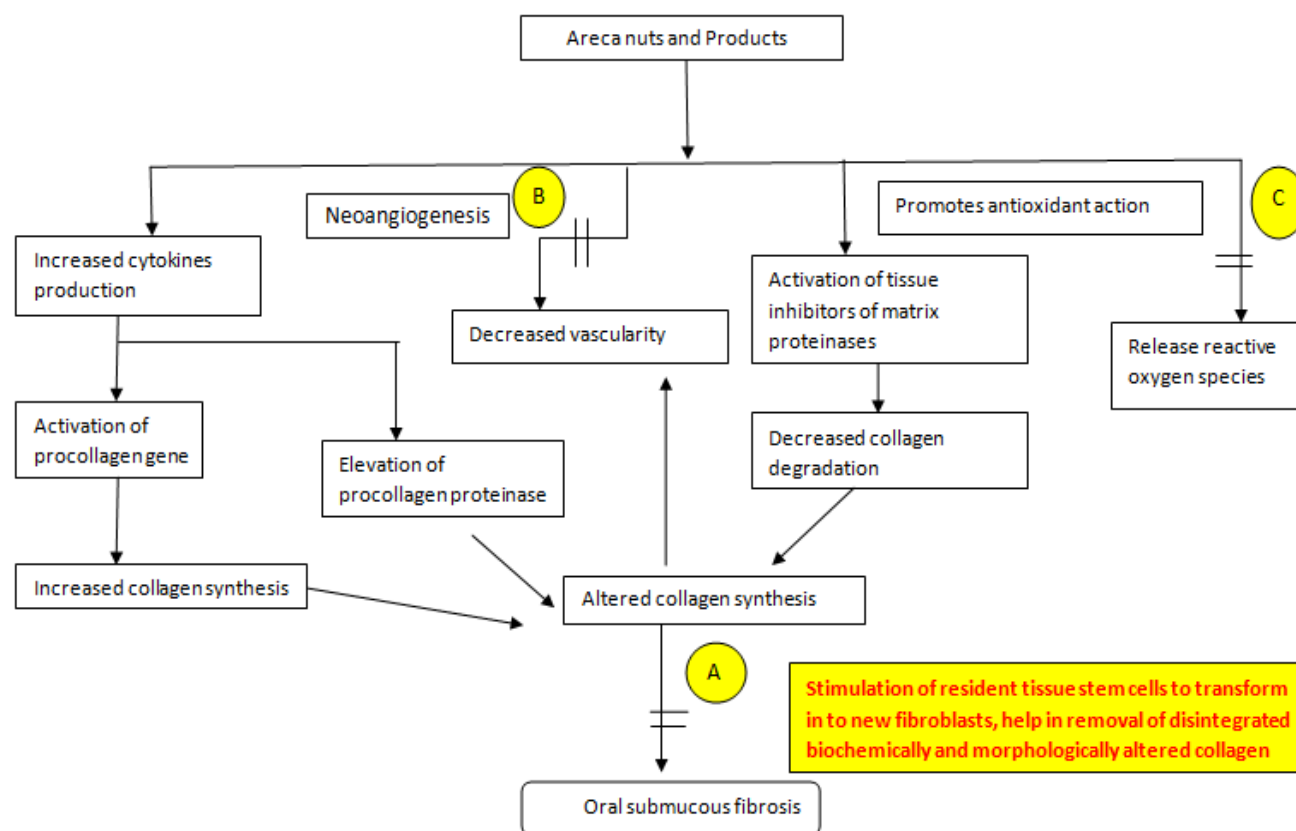 Areca nuts and Products
B
C
Neoangiogenesis
Promotes antioxidant action
Increased cytokines
production
Activation of tissue
inhibitors of matrix
proteinases
Decreased vascularity
Release reactive
oxygen species
Activation of
procollagen gene
Elevation of
procollagen proteinase
Decreased collagen
degradation
Increased collagen synthesis
Altered collagen synthesis
A
Stimulation of resident tissue stem cells to transform
in to new fibroblasts, help in removal of disintegrated
biochemically and morphologically altered collagen
Oral submucous fibrosis